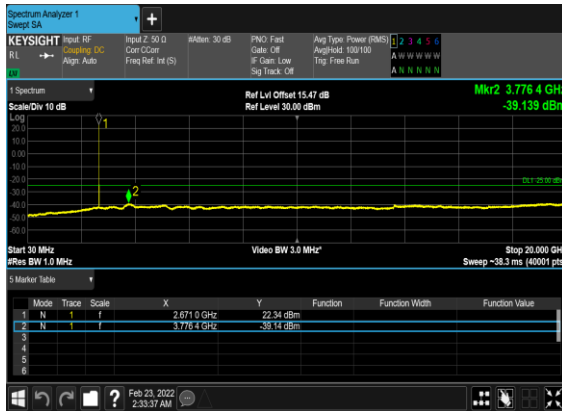 Spectrum Analyzer 1
Swept SA
+
KEYSIGHT Input: RF Input Z: 50 Ω #Atten: 30 dB PNO: Fast Avg Type: Power (RMS) 1 2 3 4 5 6
RL Coupling: DC Corr CCorr Gate: Off Avg|Hold: 100/100 A W W W W W
Align: Auto Freq Ref: Int (S) IF Gain: Low Trig: Free Run
Sig Track: Off A N N N N N
1 Spectrum Ref Lvl Offset 15.47 dB Mkr2 3.776 4 GHz
Scale/Div 10 dB Ref Level 30.00 dBm -39.139 dBm
Log
20.0
10.0
0.00
-10.0
-20.0
-30.0
-40.0
-50.0
-60.0
1
2
DL1 -25.00 dBm
Start 30 MHz Video BW 3.0 MHz* Stop 20.000 GHz
#Res BW 1.0 MHz Sweep ~38.3 ms (40001 pts)
5 Marker Table
Mode Trace Scale X Y Function Function Width Function Value
1 N 1 f 2.671 0 GHz 22.34 dBm
2 N 1 f 3.776 4 GHz -39.14 dBm
3
4
5
6
? Feb 23, 2022
2:33:37 AM